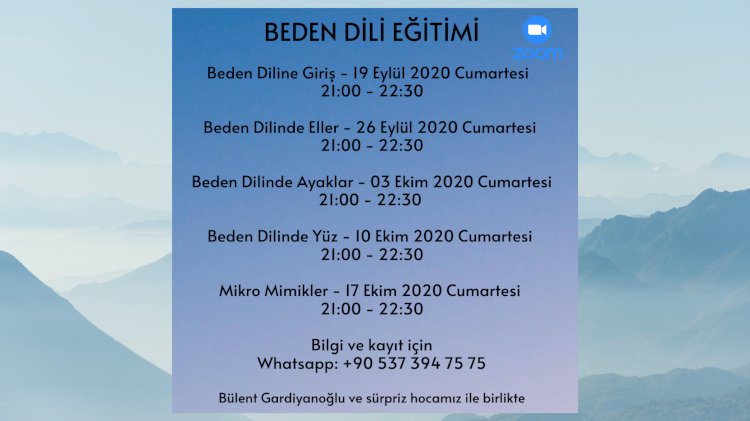 BEDEN DİLİ EĞİTİMİ
zoom
Beden Diline Giriş - 19 Eylül 2020 Cumartesi
21:00 - 22:30
Beden Dilinde Eller - 26 Eylül 2020 Cumartesi
21:00 - 22:30
Beden Dilinde Ayaklar - 03 Ekim 2020 Cumartesi
21:00 - 22:30
Beden Dilinde Yüz - 10 Ekim 2020 Cumartesi
21:00 - 22:30
Mikro Mimikler - 17 Ekim 2020 Cumartesi
21:00 - 22:30
Bilgi ve kayıt için
Whatsapp: +90 537 394 75 75
Bülent Gardiyanoğlu ve sürpriz hocamız ile birlikte